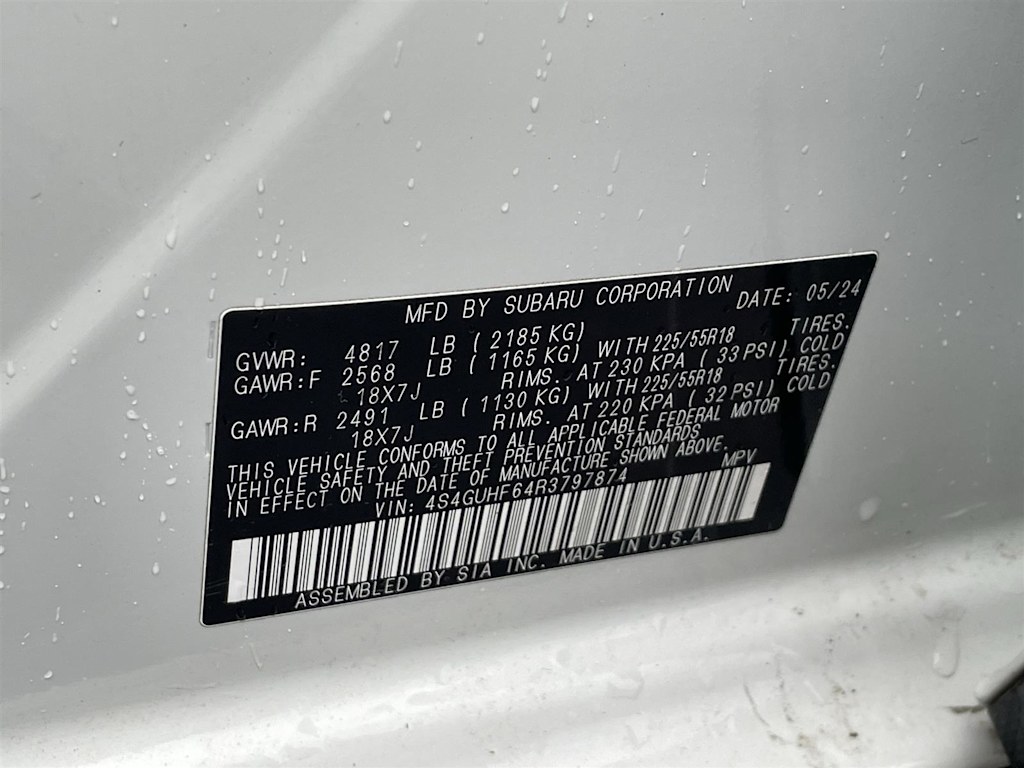 MFD BY SUBARU CORPORATION
DATE: 05/24
GVWR: 4817 LB ( 2185 KG)
GAWR:F 2568 LB ( 1165 KG) WITH 225/55R18 TIRES.
18X7J RIMS. AT 230 KPA ( 33 PSI) COLD
GAWR:R 2491 LB ( 1130 KG) WITH 225/55R18 TIRES.
18X7J RIMS. AT 220 KPA ( 32 PSI) COLD
THIS VEHICLE CONFORMS TO ALL APPLICABLE FEDERAL MOTOR
VEHICLE SAFETY AND THEFT PREVENTION STANDARDS
IN EFFECT ON THE DATE OF MANUFACTURE SHOWN ABOVE.
VIN: 4S4GUHF64R3797874 MPV
ASSEMBLED BY SIA INC. MADE IN U.S.A.